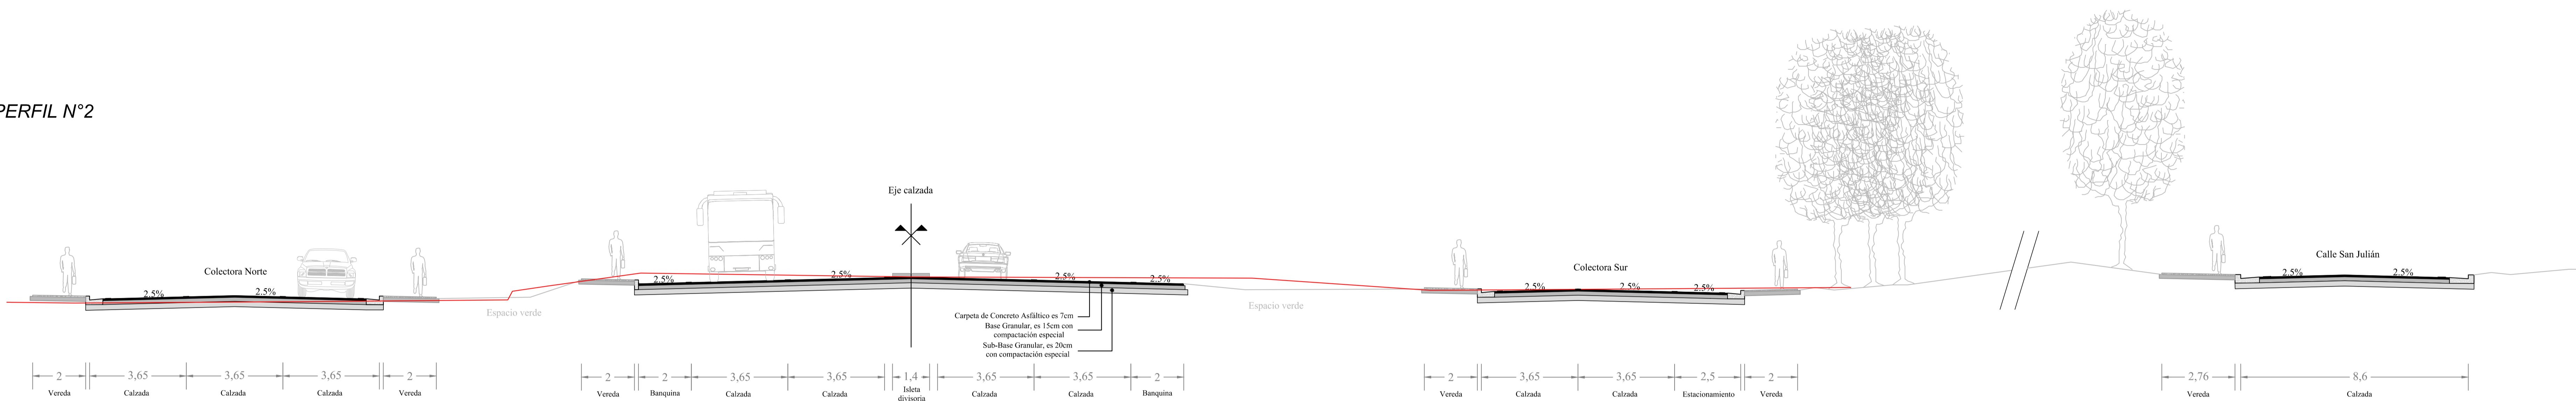 PERFIL N°2
Eje calzada
Colectora Norte
Colectora Sur
Calle San Julián
2.5%
2.5%
2.5%
2.5%
2.5%
2.5%
2.5%
2.5%
2.5%
2.5%
2.5%
Espacio verde
Espacio verde
Carpeta de Concreto Asfáltico es 7cm
Base Granular, es 15cm con
compactación especial
Sub-Base Granular, es 20cm
con compactación especial
2 3,65 3,65 3,65 2 2 2 3,65 3,65 1,4 3,65 3,65 2 2 3,65 3,65 2,5 2 2,76 8,6
Vereda Calzada Calzada Calzada Vereda Vereda Banquina Calzada Calzada Isleta Calzada Calzada Banquina Vereda Calzada Calzada Estacionamiento Vereda Vereda Calzada
divisoria